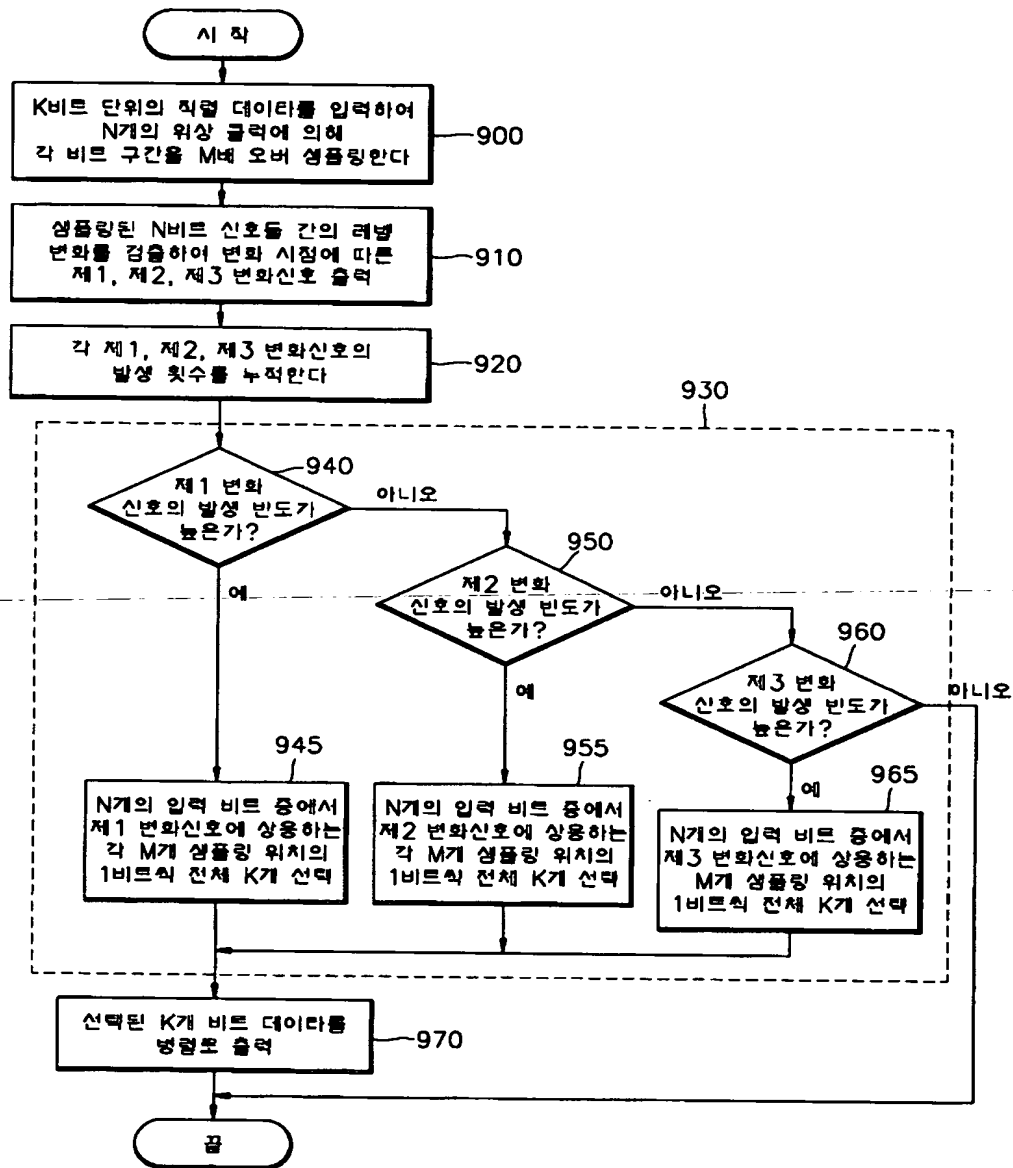 시 작
K비트 단위의 직렬 데이타를 입력하여
N개의 위상 클럭에 의해
각 비트 구간을 M배 오버 샘플링한다
900
샘플링된 N비트 신호들 간의 레벨
변화를 검출하여 변화 시점에 따른
제1, 제2, 제3 변화신호 출력
910
각 제1, 제2, 제3 변화신호의
발생 횟수를 누적한다
920
930
제1 변화
신호의 발생 빈도가
높은가?
940
아니오
예
제2 변화
신호의 발생 빈도가
높은가?
950
아니오
예
제3 변화
신호의 발생 빈도가
높은가?
960
아니오
예
945
N개의 입력 비트 중에서
제1 변화신호에 상응하는
각 M개 샘플링 위치의
1비트씩 전체 K개 선택
955
N개의 입력 비트 중에서
제2 변화신호에 상응하는
각 M개 샘플링 위치의
1비트씩 전체 K개 선택
965
N개의 입력 비트 중에서
제3 변화신호에 상응하는
M개 샘플링 위치의
1비트씩 전체 K개 선택
선택된 K개 비트 데이타를
병렬로 출력
970
끝